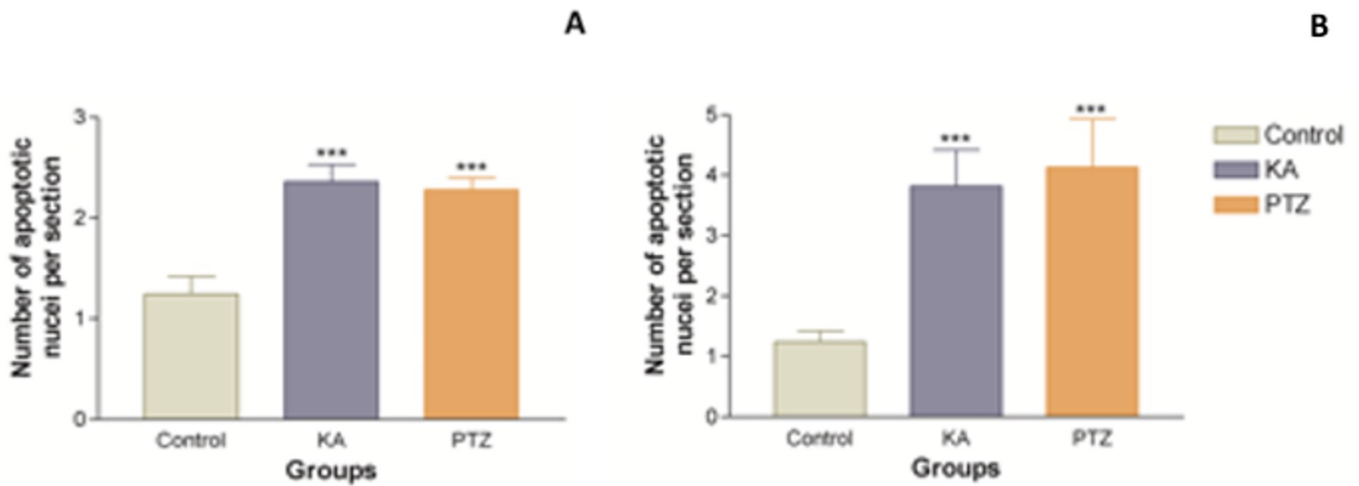 A
B
Number of apoptotic
nucei per section
3
2
1
0
***
***
Control
KA
PTZ
Groups
Number of apoptotic
nucei per section
5
4
3
2
1
0
***
***
Control
KA
PTZ
Groups
Control
KA
PTZ